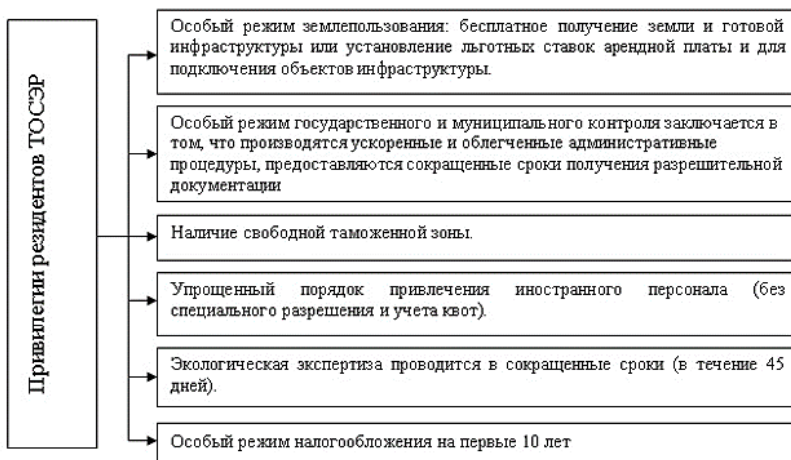 Привилегии резидентов ТОСЭР
Особый режим землепользования: бесплатное получение земли и готовой
инфраструктуры или установление льготных ставок арендной платы и для
подключения объектов инфраструктуры.
Особый режим государственного и муниципального контроля заключается в
том, что производятся ускоренные и облегченные административные
процедуры, предоставляются сокращенные сроки получения разрешительной
документации
Наличие свободной таможенной зоны.
Упрощенный порядок привлечения иностранного персонала (без
специального разрешения и учета квот).
Экологическая экспертиза проводится в сокращенные сроки (в течение 45
дней).
Особый режим налогообложения на первые 10 лет